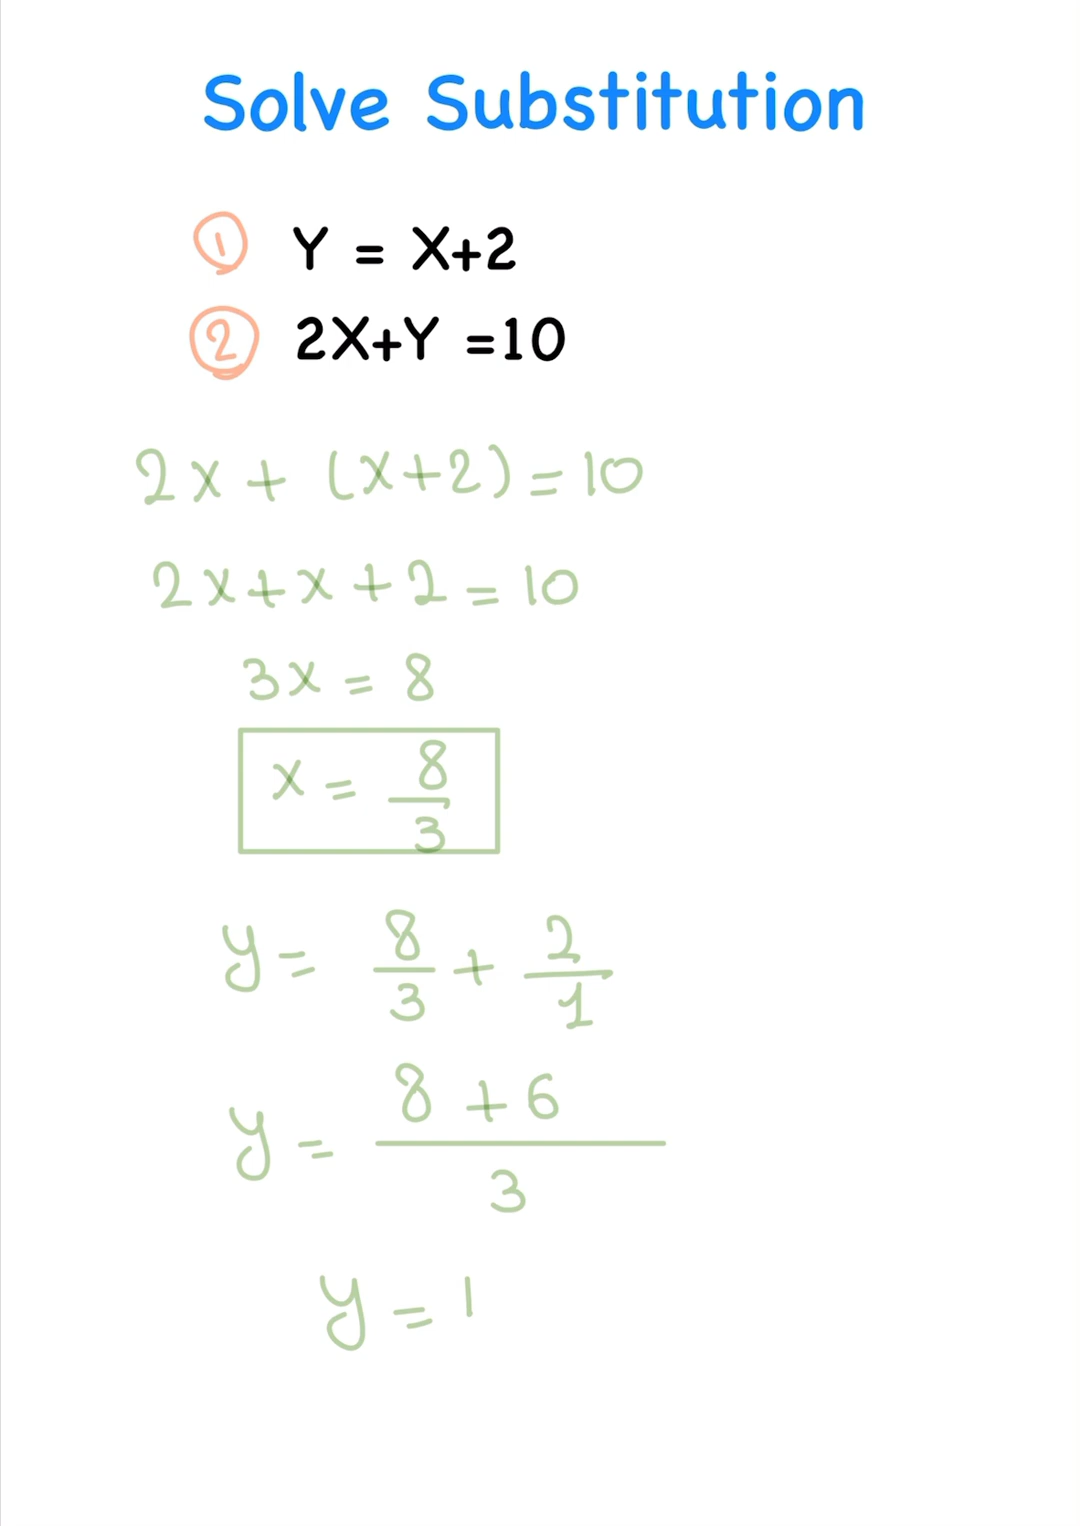 Solve Substitution
① Y = X+2
② 2X+Y =10
2x + (x+2) = 10
2x+x+2 = 10
3x = 8
x = 8/3
y = 8/3 + 2/1
y = 8+6/3
y = 1